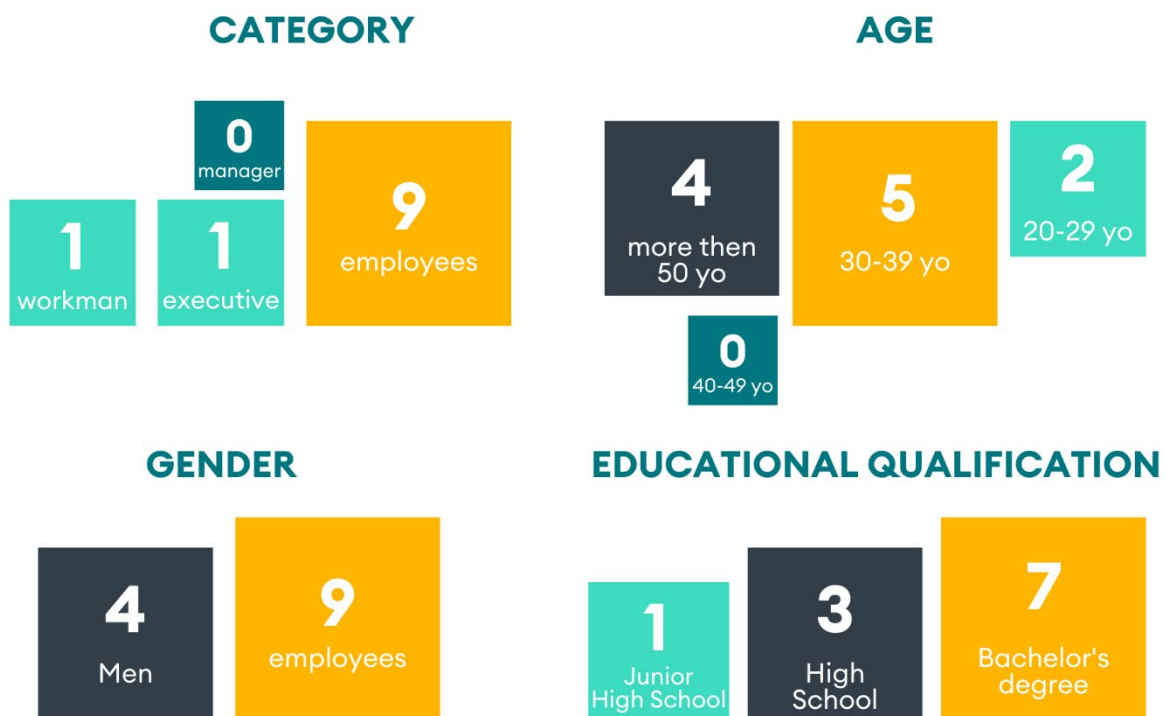 CATEGORY
0
manager
9
employees
1
workman
1
executive
AGE
4
more then
50 yo
5
30-39 yo
2
20-29 yo
0
40-49 yo
GENDER
4
Men
9
employees
EDUCATIONAL QUALIFICATION
1
Junior
High School
3
High
School
7
Bachelor's
degree